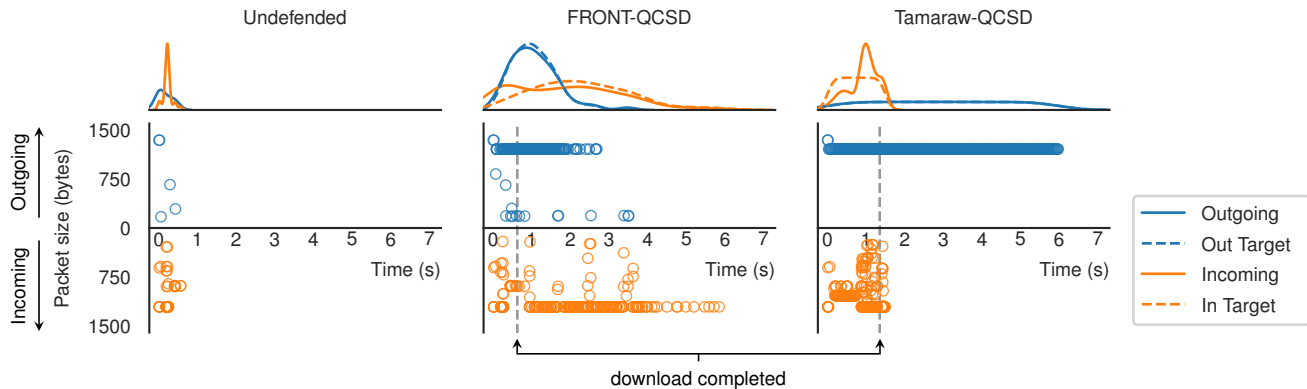 Undefended
FRONT-QCSD
Tamaraw-QCSD
Outgoing
Incoming
Packet size (bytes)
1500
750
0
750
1500
0 1 2 3 4 5 6 7
Time (s)
0 1 2 3 4 5 6 7
Time (s)
0 1 2 3 4 5 6 7
Time (s)
Outgoing
Out Target
Incoming
In Target
download completed